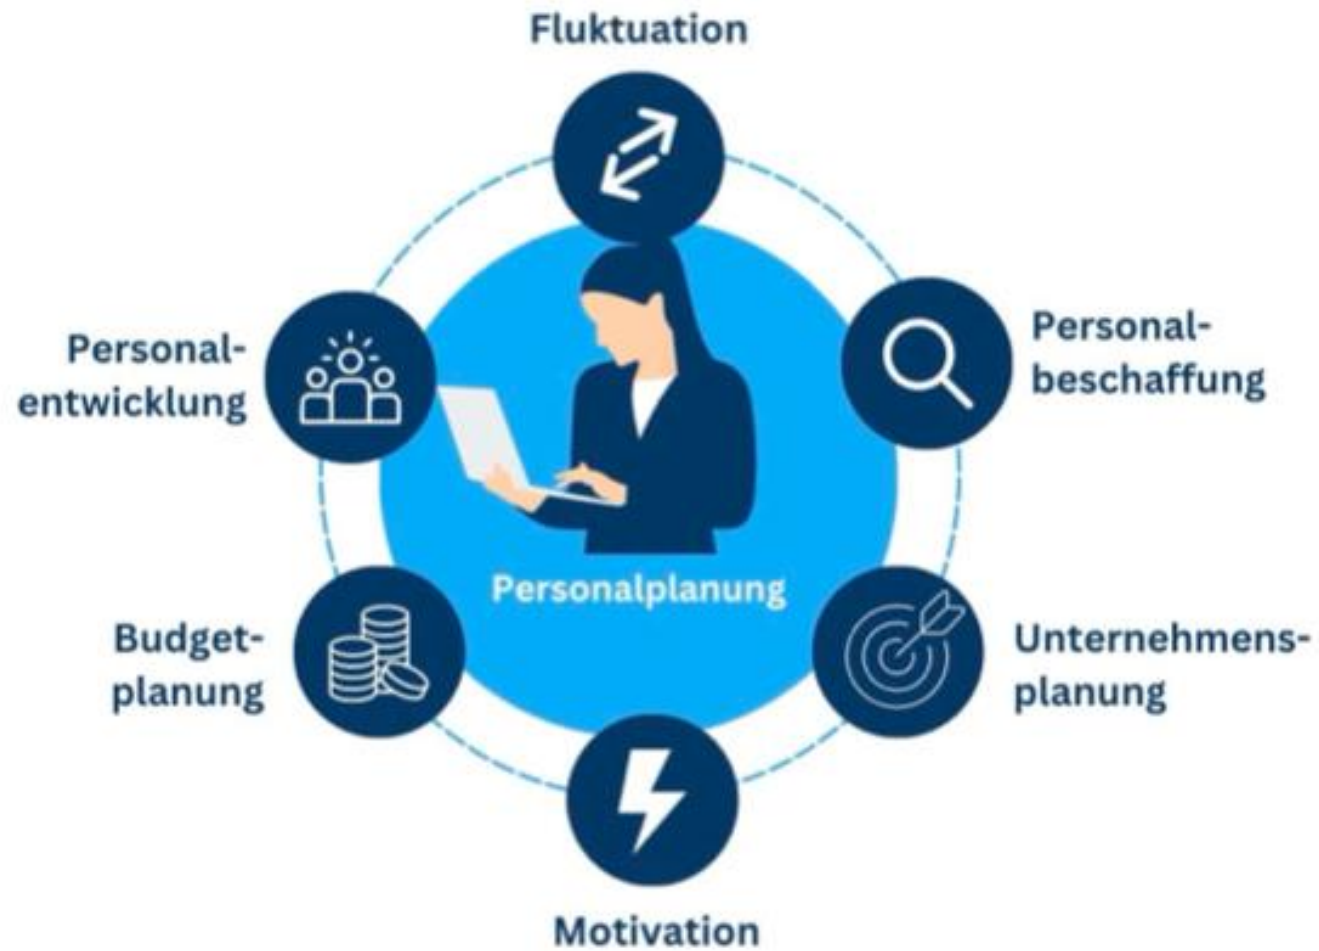 Fluktuation
Personal-
beschaffung
Unternehmens-
planung
Motivation
Budget-
planung
Personal-
entwicklung
Personalplanung